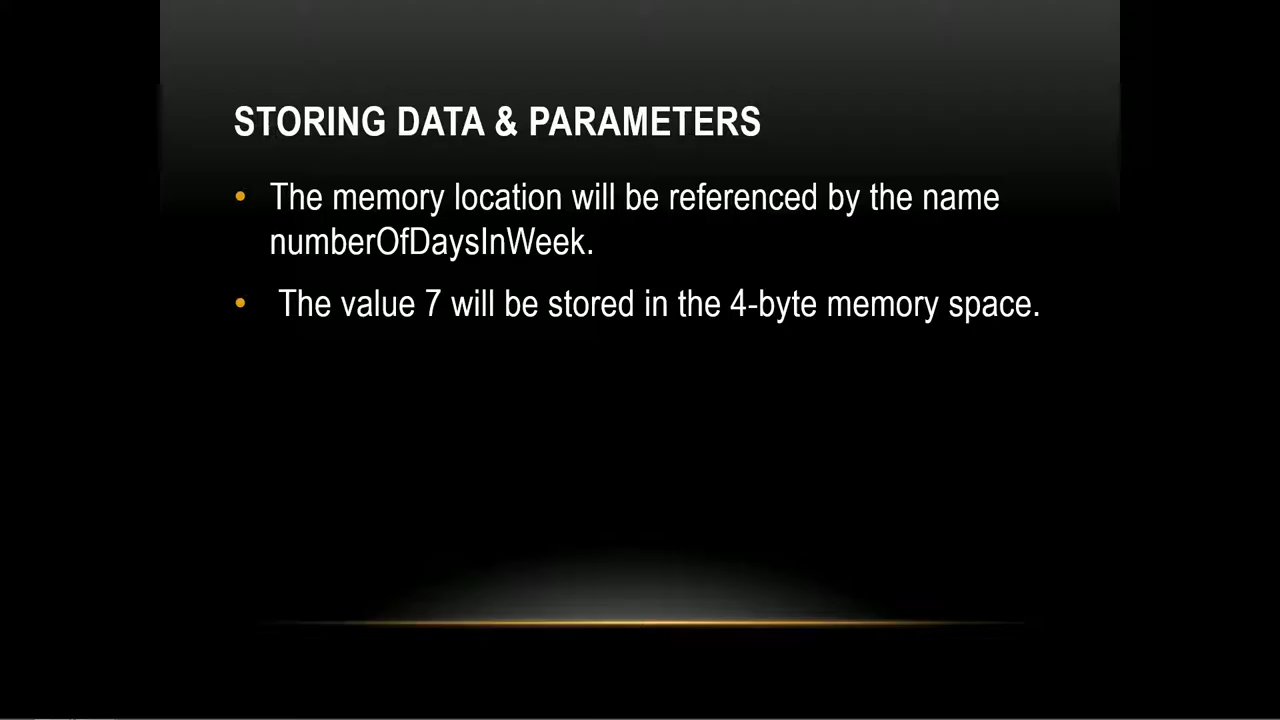 STORING DATA & PARAMETERS
• The memory location will be referenced by the name
numberOfDaysInWeek.
• The value 7 will be stored in the 4-byte memory space.